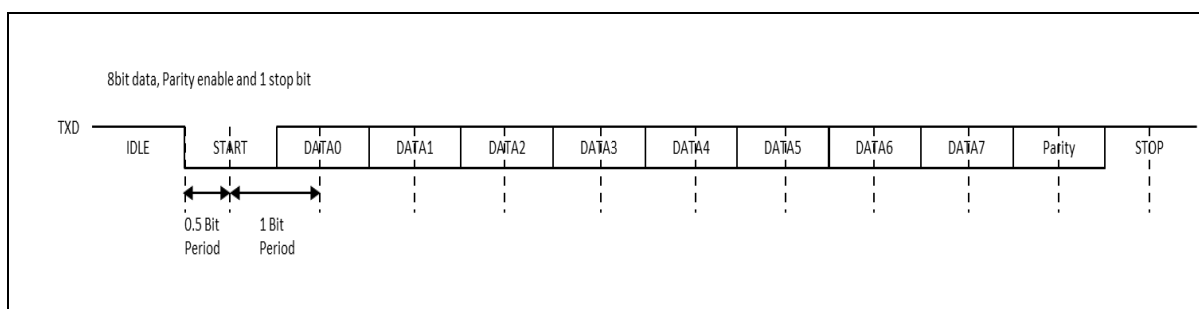 8bit data, Parity enable and 1 stop bit
TXD
IDLE START DATA0 DATA1 DATA2 DATA3 DATA4 DATA5 DATA6 DATA7 Parity STOP
0.5 Bit 1 Bit
Period Period